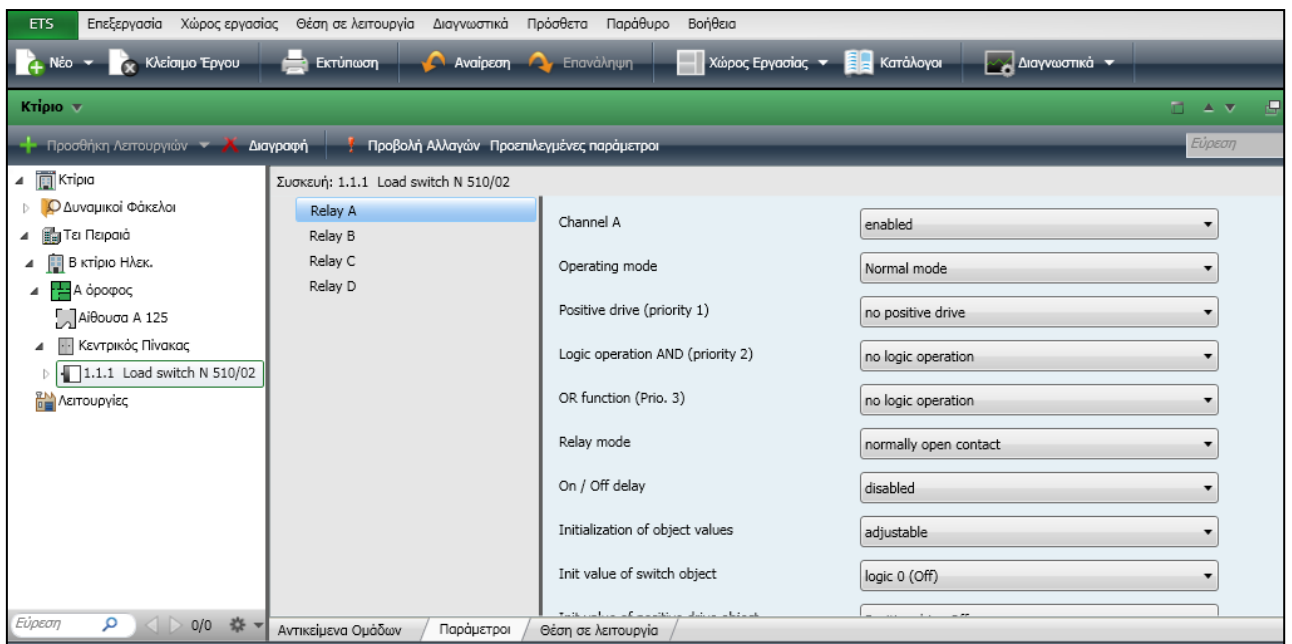 ETS Επεξεργασία Χώρος εργασίας Θέση σε λειτουργία Διαγνωστικά Πρόσθετα Παράθυρο Βοήθεια
Νέο Κλείσιμο Έργου Εκτύπωση Αναίρεση Επανάληψη Χώρος Εργασίας Κατάλογοι Διαγνωστικά
Κτίριο
Προσθήκη Λειτουργιών Διαγραφή Προβολή Αλλαγών Προεπιλεγμένες παράμετροι Εύρεση
Κτίρια
Δυναμικοί Φάκελοι
Τει Πειραιά
Β κτίριο Ηλεκ.
Α όροφος
Αίθουσα Α 125
Κεντρικός Πίνακας
1.1.1 Load switch N 510/02
Λειτουργίες
Εύρεση 0/0
Συσκευή: 1.1.1 Load switch N 510/02
Relay A
Relay B
Relay C
Relay D
Channel A enabled
Operating mode Normal mode
Positive drive (priority 1) no positive drive
Logic operation AND (priority 2) no logic operation
OR function (Prio. 3) no logic operation
Relay mode normally open contact
On / Off delay disabled
Initialization of object values adjustable
Init value of switch object logic 0 (Off)
Init value of positive drive object
Αντικείμενα Ομάδων Παράμετροι Θέση σε λειτουργία